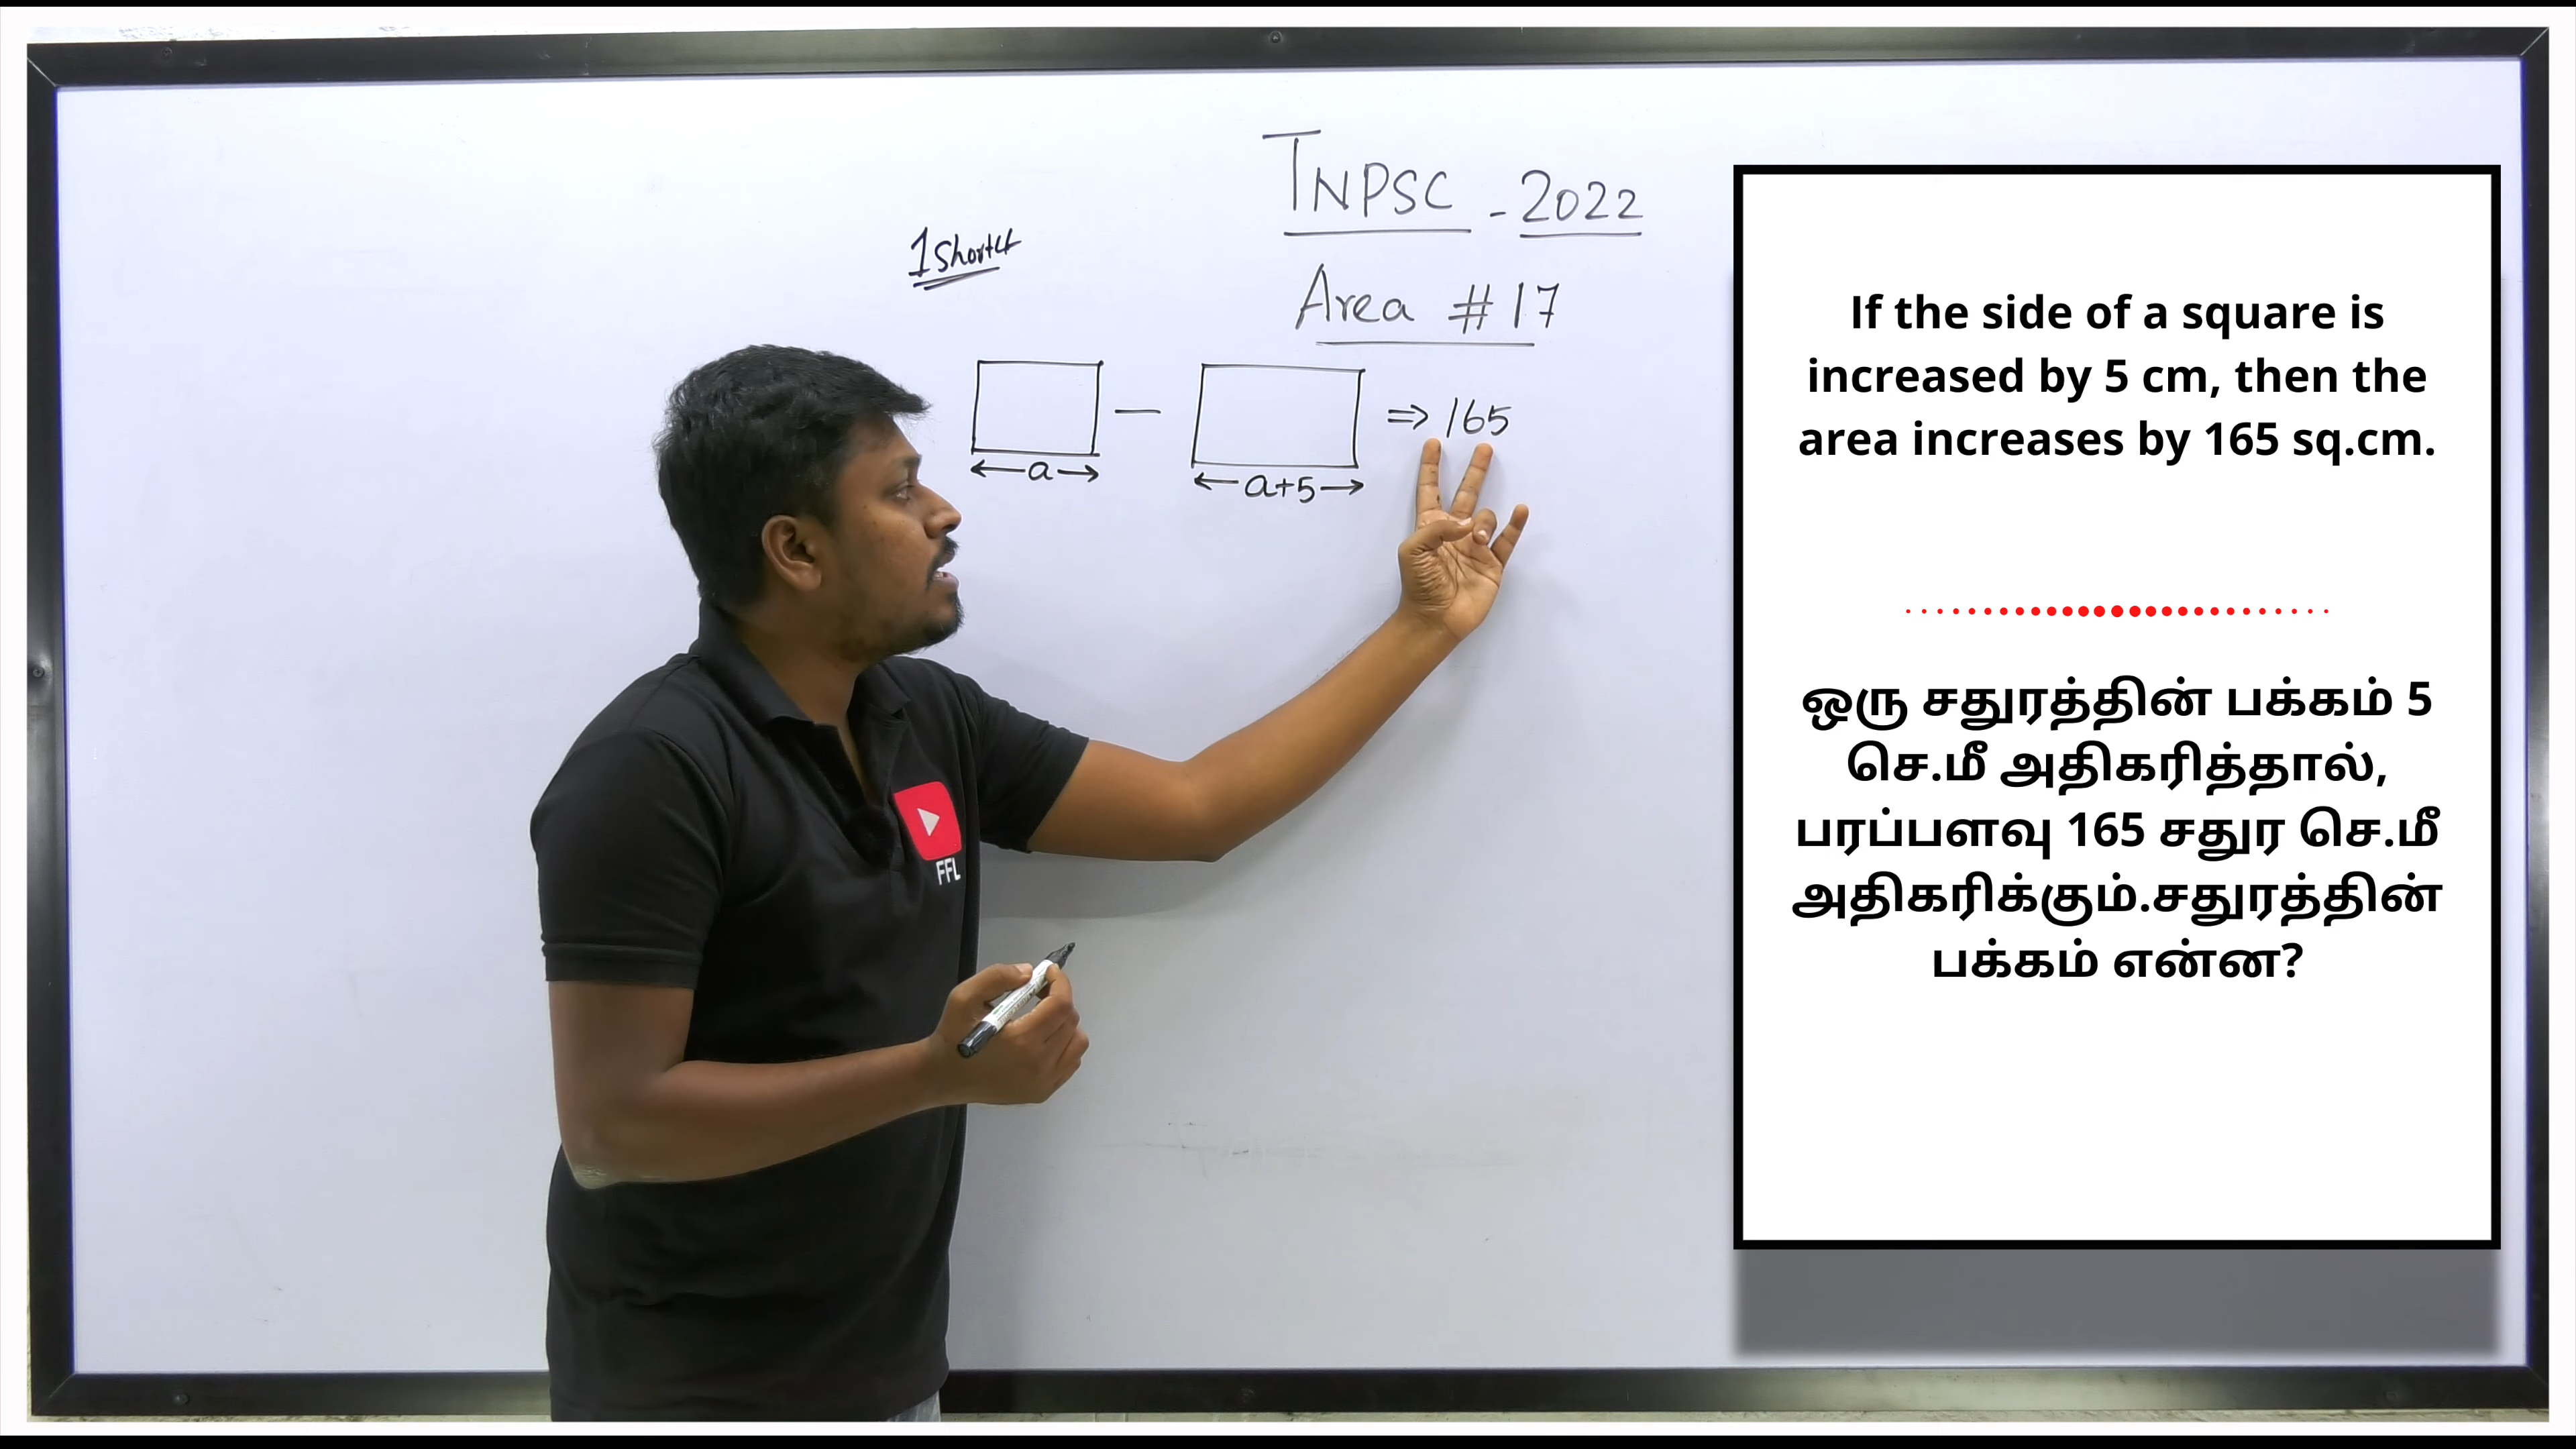 TNPSC - 2022
1 Shortcut
Area #17
— ⇒ 165
←a→
←a+5→
FFL
If the side of a square is
increased by 5 cm, then the
area increases by 165 sq.cm.
ஒரு சதுரத்தின் பக்கம் 5
செ.மீ அதிகரித்தால்,
பரப்பளவு 165 சதுர செ.மீ
அதிகரிக்கும்.சதுரத்தின்
பக்கம் என்ன?